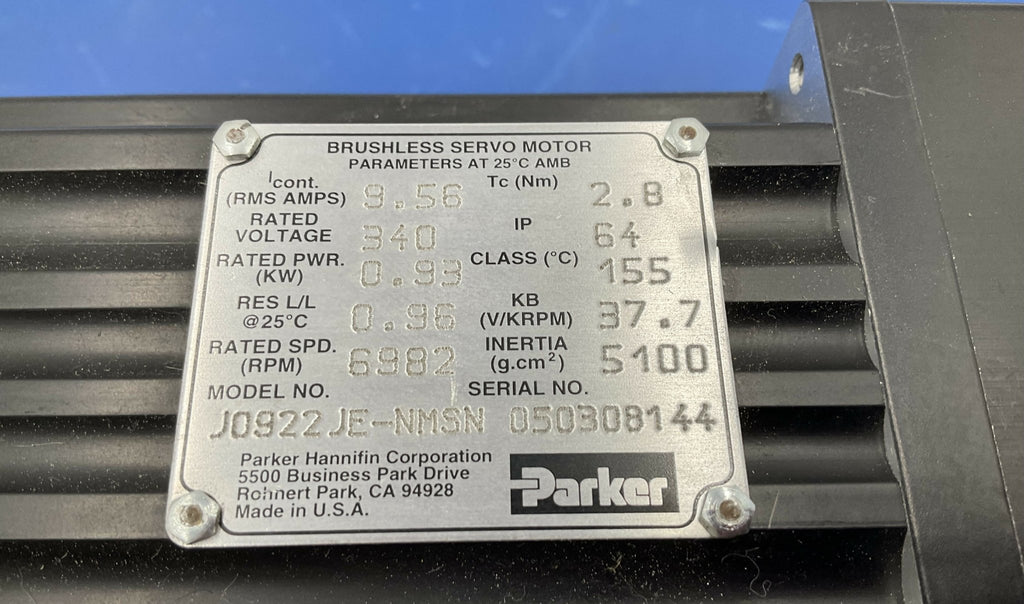 BRUSHLESS SERVO MOTOR
PARAMETERS AT 25°C AMB
Icont. (RMS AMPS) 9.56 Tc (Nm) 2.8
RATED VOLTAGE 340 IP 64
RATED PWR. (KW) 0.93 CLASS (°C) 155
RES L/L @25°C 0.96 KB (V/KRPM) 37.7
RATED SPD. (RPM) 6982 INERTIA (g.cm²) 5100
MODEL NO. SERIAL NO.
J0922JE-NMSN 050308144
Parker Hannifin Corporation
5500 Business Park Drive
Rohnert Park, CA 94928
Made in U.S.A.
Parker